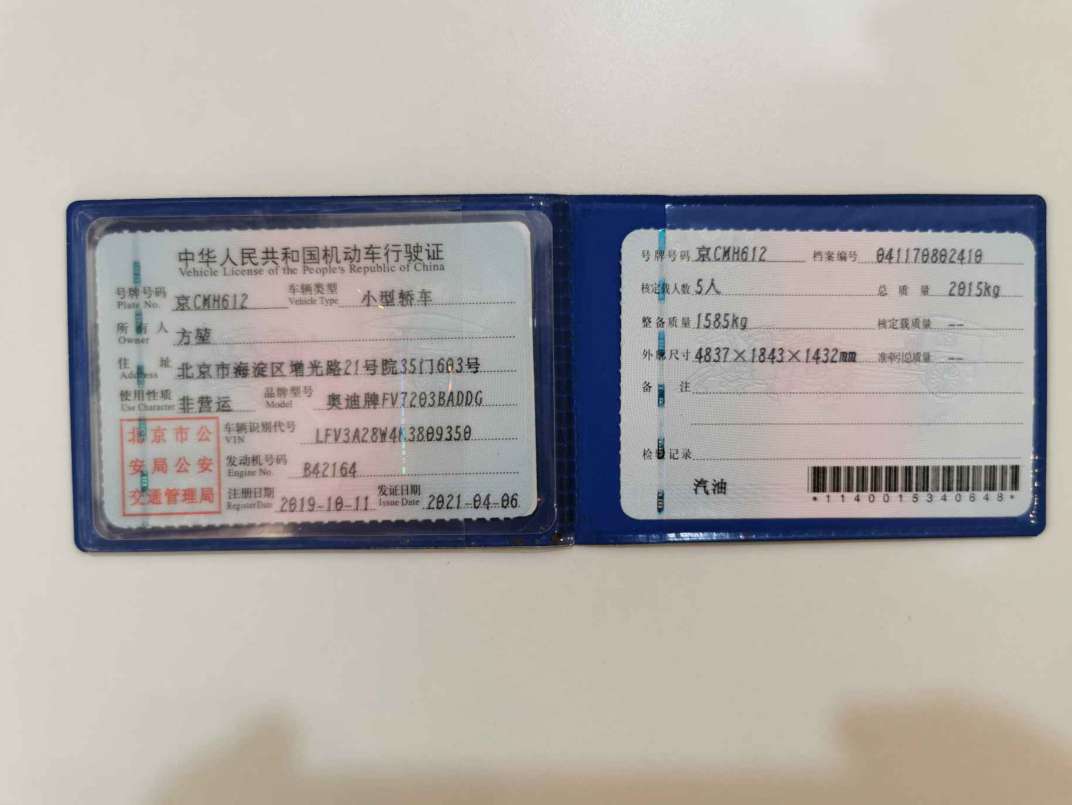 中华人民共和国机动车行驶证
Vehicle License of the People's Republic of China
号牌号码 京CMH612 车辆类型 小型轿车
Plate No. Vehicle Type
所有人 方堃
Owner
住址 北京市海淀区增光路21号院35门603号
Address
使用性质 非营运 品牌型号 奥迪牌FV7203BADDG
Use Character Model
北京市公
安局公安
交通管理局
车辆识别代号 LFV3A28W4K3809350
VIN
发动机号码 B42164
Engine No.
注册日期 2019-10-11 发证日期 2021-04-06
Register Date Issue Date
号牌号码 京CMH612 档案编号 041170802410
核定载人数 5人 总质量 2015kg
整备质量 1585kg 核定载质量 --
外廓尺寸 4837×1843×1432mm 准牵引总质量 --
备注
检验记录
汽油
*1140015340648*